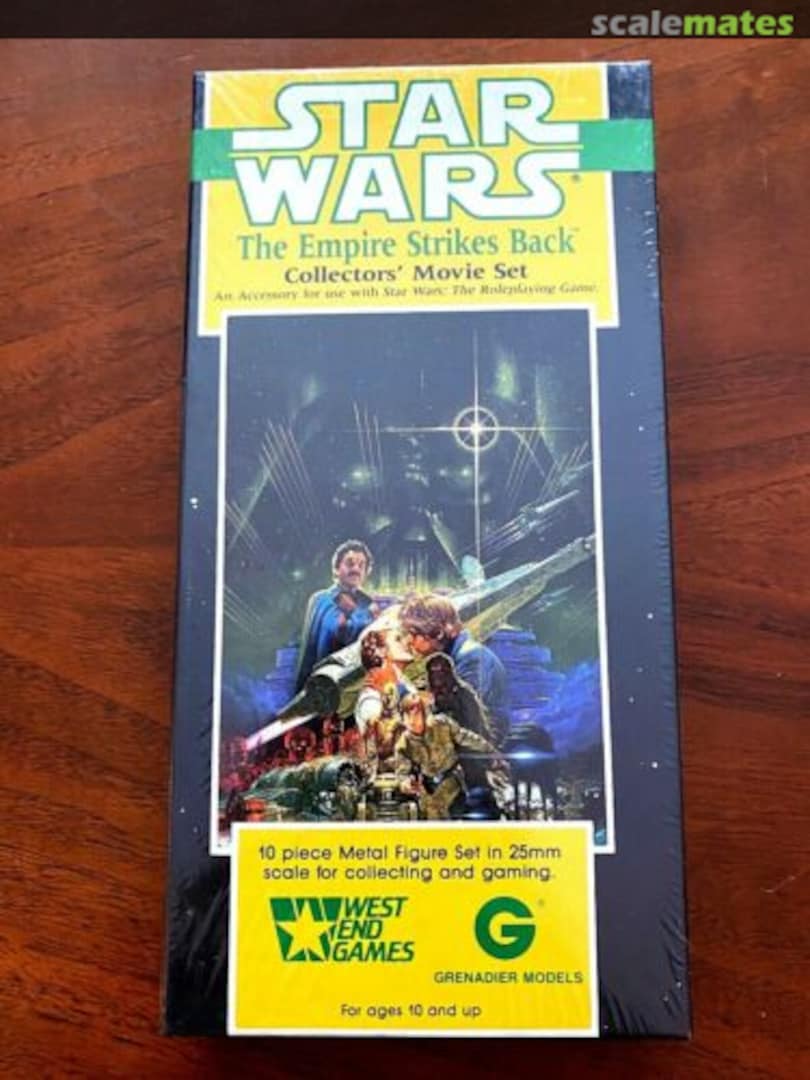 scalemates
STAR
WARS®
The Empire Strikes Back™
Collectors' Movie Set
An Accessory for use with Star Wars: The Roleplaying Game.
10 piece Metal Figure Set in 25mm
scale for collecting and gaming.
WEST
END
GAMES
G®
GRENADIER MODELS
For ages 10 and up